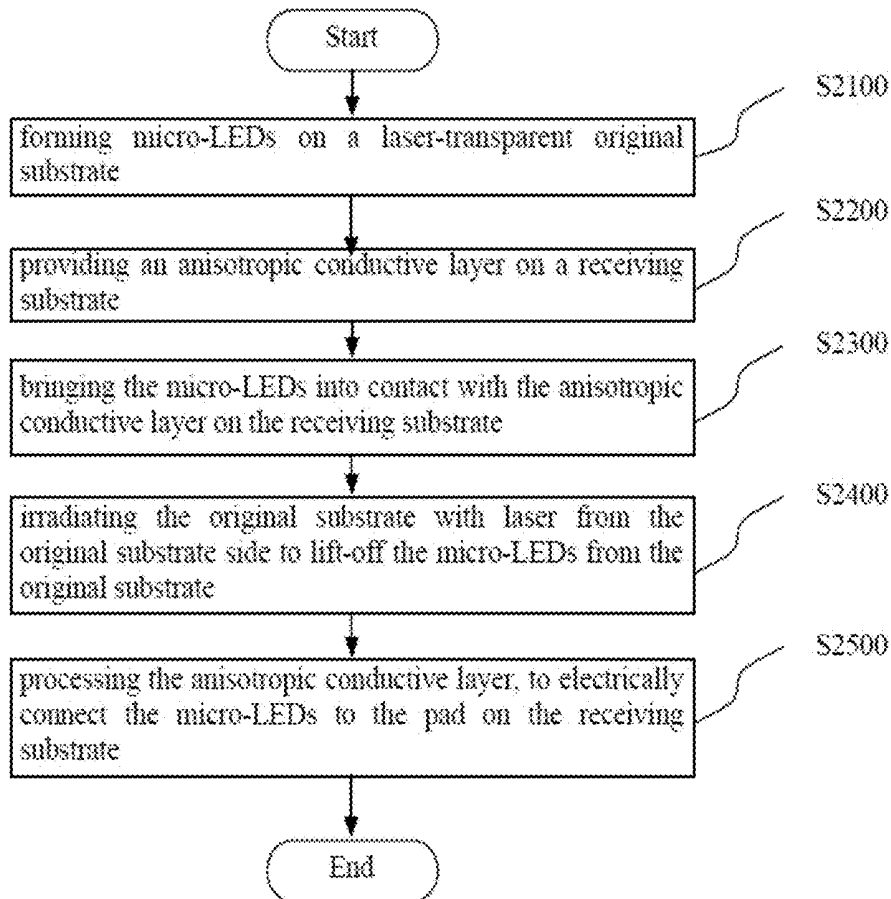 Start
S2100
forming micro-LEDs on a laser-transparent original
substrate
S2200
providing an anisotropic conductive layer on a receiving
substrate
S2300
bringing the micro-LEDs into contact with the anisotropic
conductive layer on the receiving substrate
S2400
irradiating the original substrate with laser from the
original substrate side to lift-off the micro-LEDs from the
original substrate
S2500
processing the anisotropic conductive layer, to electrically
connect the micro-LEDs to the pad on the receiving
substrate
End